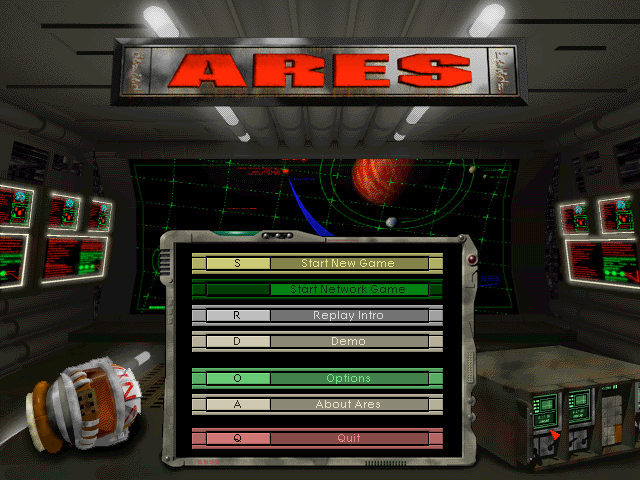 ARES
S Start New Game
Start Network Game
R Replay Intro
D Demo
O Options
A About Ares
Q Quit